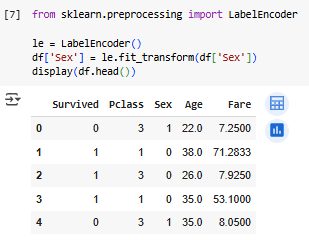 [7] from sklearn.preprocessing import LabelEncoder
le = LabelEncoder()
df['Sex'] = le.fit_transform(df['Sex'])
display(df.head())
Survived Pclass Sex Age Fare
0 0 3 1 22.0 7.2500
1 1 1 0 38.0 71.2833
2 1 3 0 26.0 7.9250
3 1 1 0 35.0 53.1000
4 0 3 1 35.0 8.0500